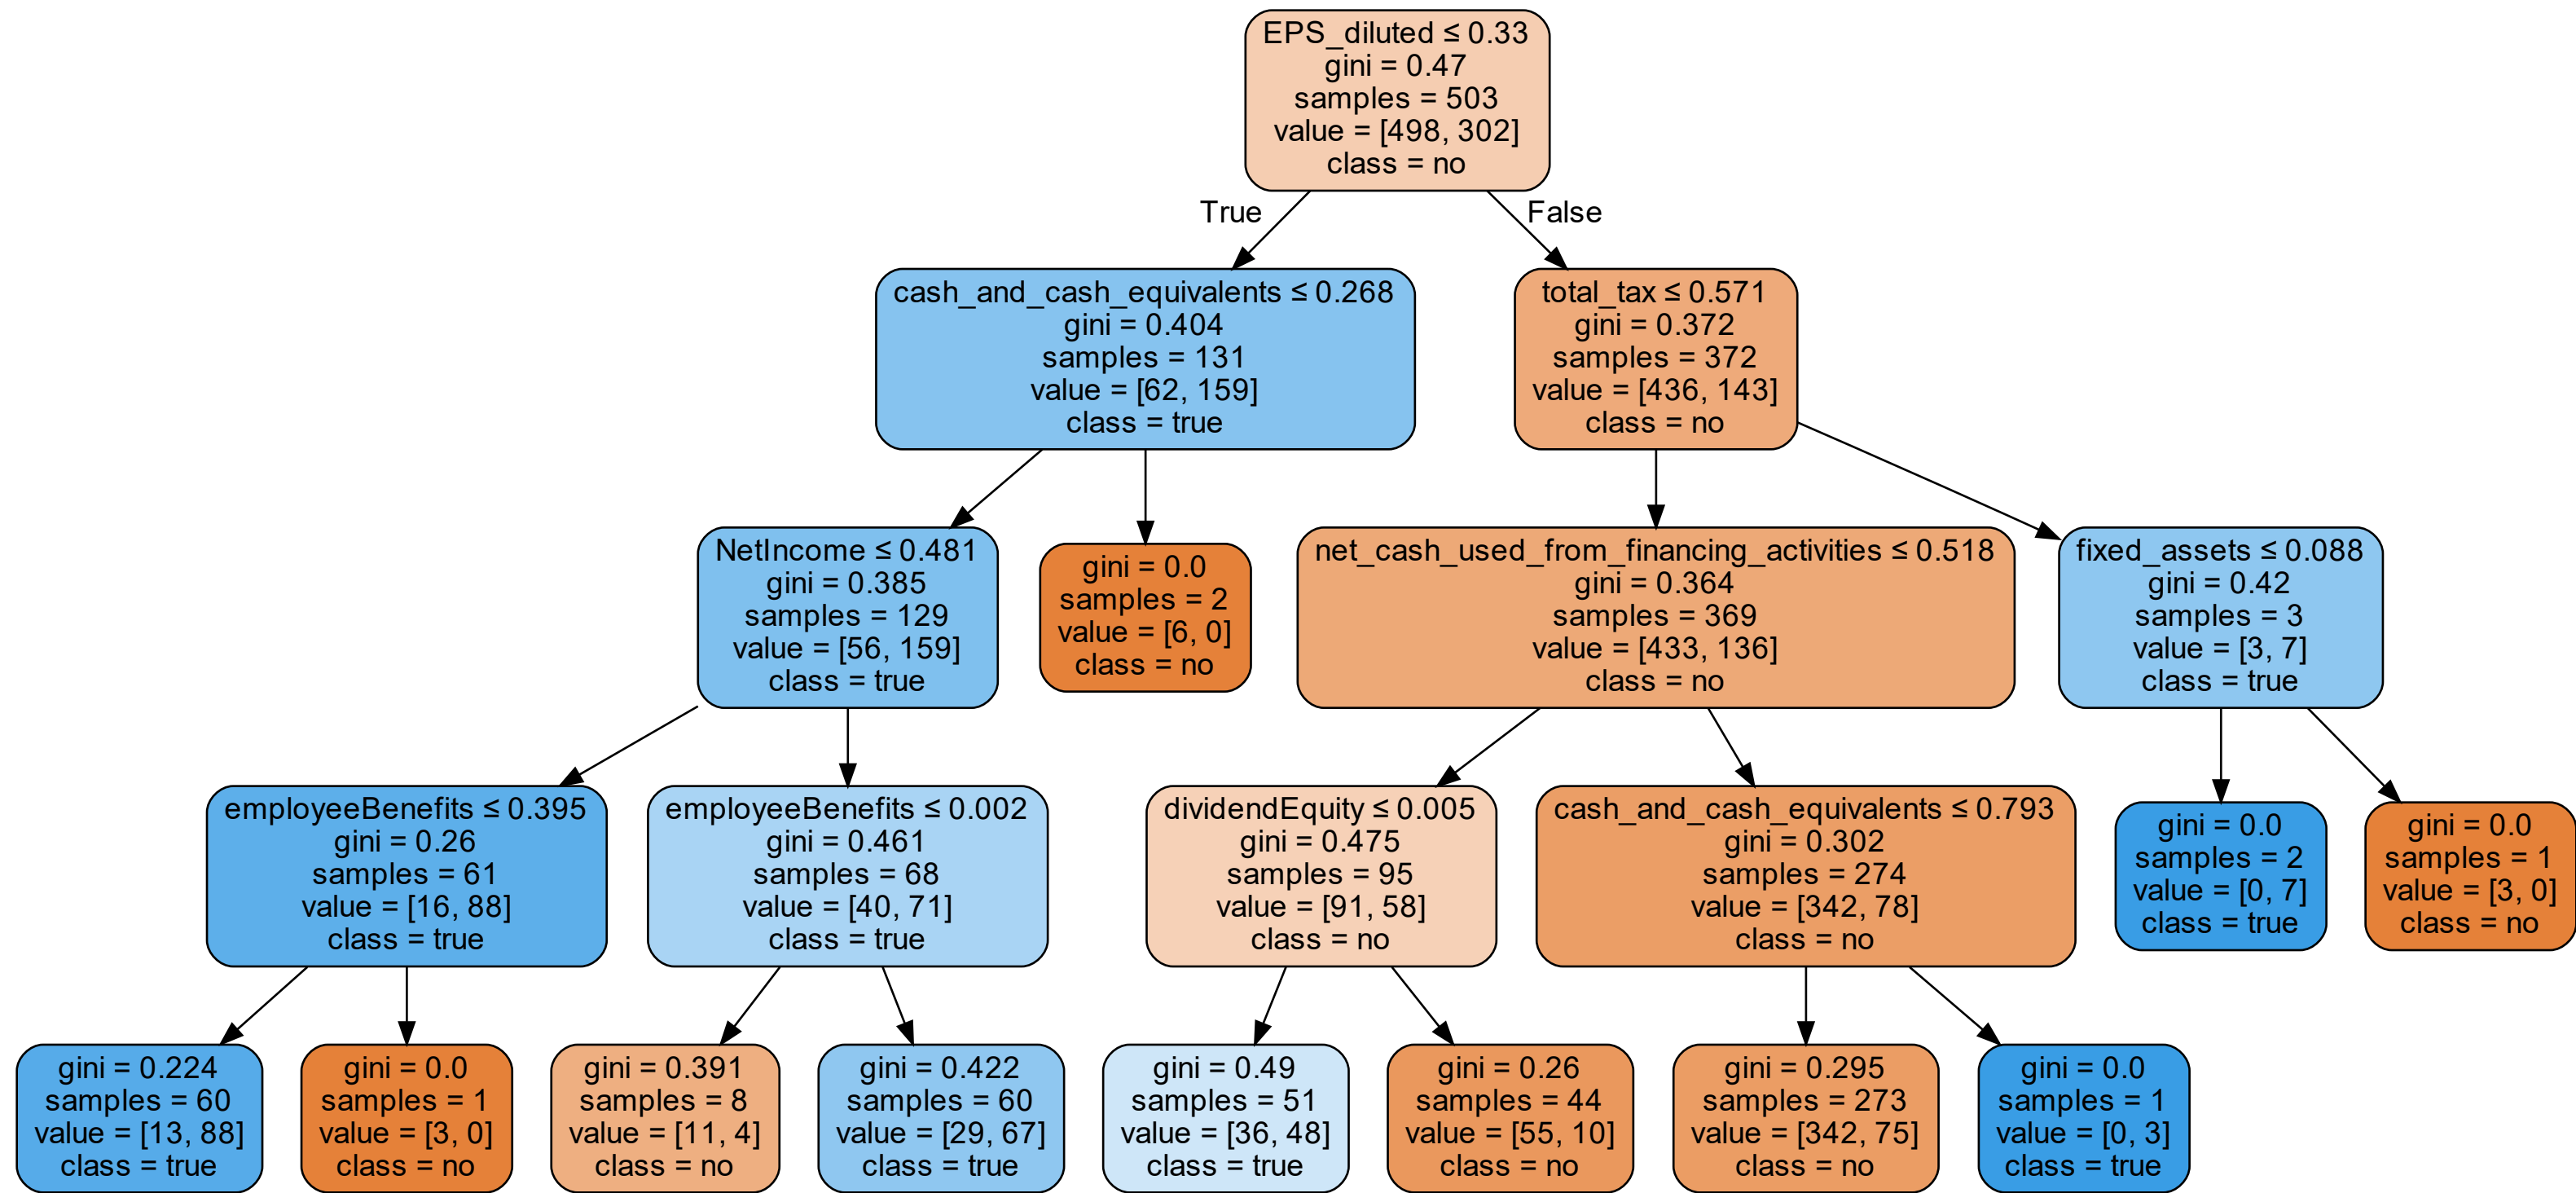 EPS_diluted ≤ 0.33
gini = 0.47
samples = 503
value = [498, 302]
class = no
True
False
cash_and_cash_equivalents ≤ 0.268
gini = 0.404
samples = 131
value = [62, 159]
class = true
total_tax ≤ 0.571
gini = 0.372
samples = 372
value = [436, 143]
class = no
NetIncome ≤ 0.481
gini = 0.385
samples = 129
value = [56, 159]
class = true
gini = 0.0
samples = 2
value = [6, 0]
class = no
net_cash_used_from_financing_activities ≤ 0.518
gini = 0.364
samples = 369
value = [433, 136]
class = no
fixed_assets ≤ 0.088
gini = 0.42
samples = 3
value = [3, 7]
class = true
employeeBenefits ≤ 0.395
gini = 0.26
samples = 61
value = [16, 88]
class = true
employeeBenefits ≤ 0.002
gini = 0.461
samples = 68
value = [40, 71]
class = true
dividendEquity ≤ 0.005
gini = 0.475
samples = 95
value = [91, 58]
class = no
cash_and_cash_equivalents ≤ 0.793
gini = 0.302
samples = 274
value = [342, 78]
class = no
gini = 0.0
samples = 2
value = [0, 7]
class = true
gini = 0.0
samples = 1
value = [3, 0]
class = no
gini = 0.224
samples = 60
value = [13, 88]
class = true
gini = 0.0
samples = 1
value = [3, 0]
class = no
gini = 0.391
samples = 8
value = [11, 4]
class = no
gini = 0.422
samples = 60
value = [29, 67]
class = true
gini = 0.49
samples = 51
value = [36, 48]
class = true
gini = 0.26
samples = 44
value = [55, 10]
class = no
gini = 0.295
samples = 273
value = [342, 75]
class = no
gini = 0.0
samples = 1
value = [0, 3]
class = true